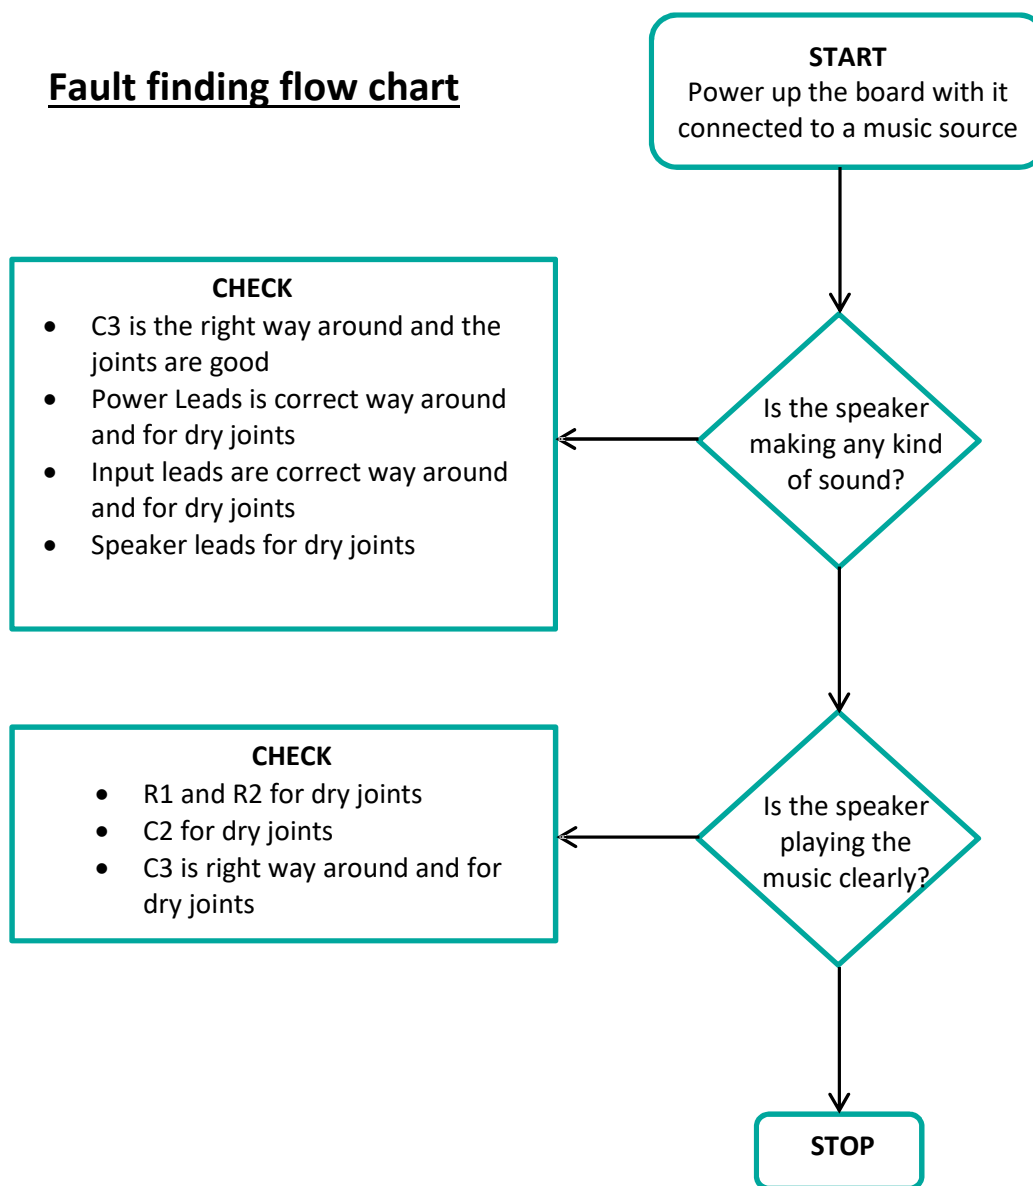 Fault finding flow chart
START
Power up the board with it
connected to a music source
CHECK
• C3 is the right way around and the
joints are good
• Power Leads is correct way around
and for dry joints
• Input leads are correct way around
and for dry joints
• Speaker leads for dry joints
Is the speaker
making any kind
of sound?
CHECK
• R1 and R2 for dry joints
• C2 for dry joints
• C3 is right way around and for
dry joints
Is the speaker
playing the
music clearly?
STOP